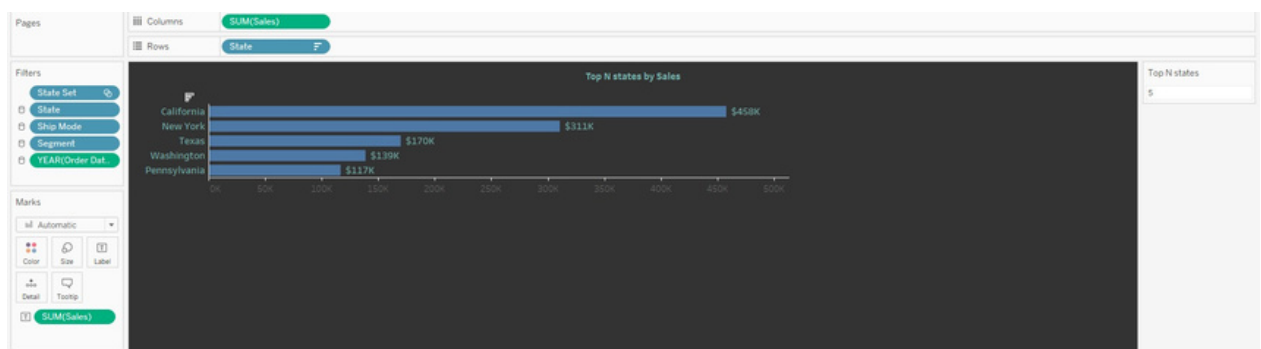 Pages
Columns
SUM(Sales)
Rows
State
Filters
State Set
State
Ship Mode
Segment
YEAR(Order Dat..
Marks
Automatic
Color
Size
Label
Detail
Tooltip
SUM(Sales)
Top N states by Sales
California
$458K
New York
$311K
Texas
$170K
Washington
$139K
Pennsylvania
$117K
0K 50K 100K 150K 200K 250K 300K 350K 400K 450K 500K
Top N states
5